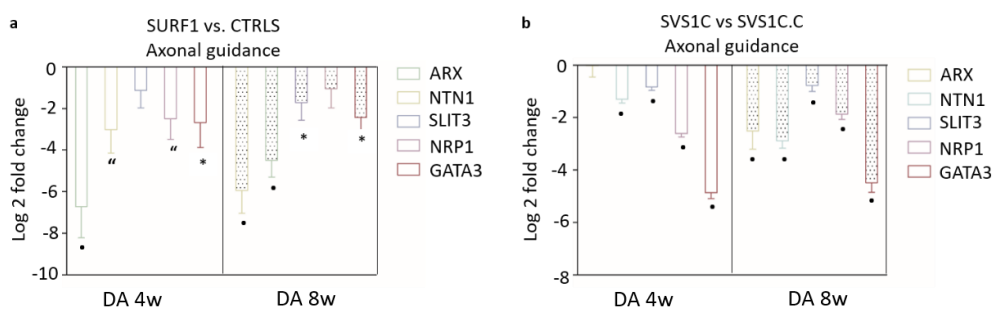 a
SURF1 vs. CTRLS
Axonal guidance
Log 2 fold change
0
-2
-4
-6
-8
-10
“
“
*
*
*
DA 4w
DA 8w
ARX
NTN1
SLIT3
NRP1
GATA3
b
SVS1C vs SVS1C.C
Axonal guidance
Log 2 fold change
0
-2
-4
-6
-8
DA 4w
DA 8w
ARX
NTN1
SLIT3
NRP1
GATA3